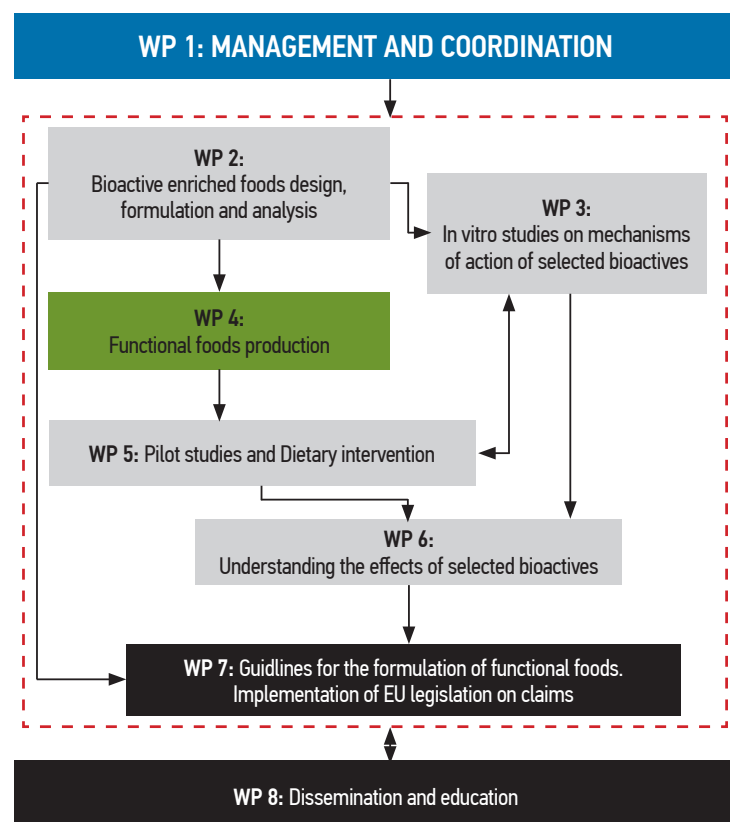 WP 1: MANAGEMENT AND COORDINATION
WP 2:
Bioactive enriched foods design,
formulation and analysis
WP 3:
In vitro studies on mechanisms
of action of selected bioactives
WP 4:
Functional foods production
WP 5: Pilot studies and Dietary intervention
WP 6:
Understanding the effects of selected bioactives
WP 7: Guidlines for the formulation of functional foods.
Implementation of EU legislation on claims
WP 8: Dissemination and education